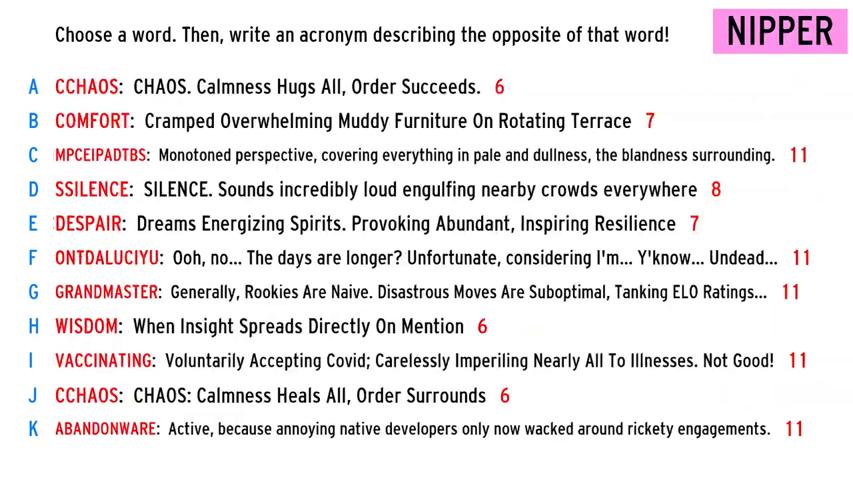 Choose a word. Then, write an acronym describing the opposite of that word!
NIPPER
A CCHAOS: CHAOS. Calmness Hugs All, Order Succeeds. 6
B COMFORT: Cramped Overwhelming Muddy Furniture On Rotating Terrace 7
C MPCEIPADTBS: Monotoned perspective, covering everything in pale and dullness, the blandness surrounding. 11
D SSILENCE: SILENCE. Sounds incredibly loud engulfing nearby crowds everywhere 8
E DESPAIR: Dreams Energizing Spirits. Provoking Abundant, Inspiring Resilience 7
F ONTDALUCIYU: Ooh, no... The days are longer? Unfortunate, considering I'm... Y'know... Undead... 11
G GRANDMASTER: Generally, Rookies Are Naive. Disastrous Moves Are Suboptimal, Tanking ELO Ratings... 11
H WISDOM: When Insight Spreads Directly On Mention 6
I VACCINATING: Voluntarily Accepting Covid; Carelessly Imperiling Nearly All To Illnesses. Not Good! 11
J CCHAOS: CHAOS: Calmness Heals All, Order Surrounds 6
K ABANDONWARE: Active, because annoying native developers only now wacked around rickety engagements. 11